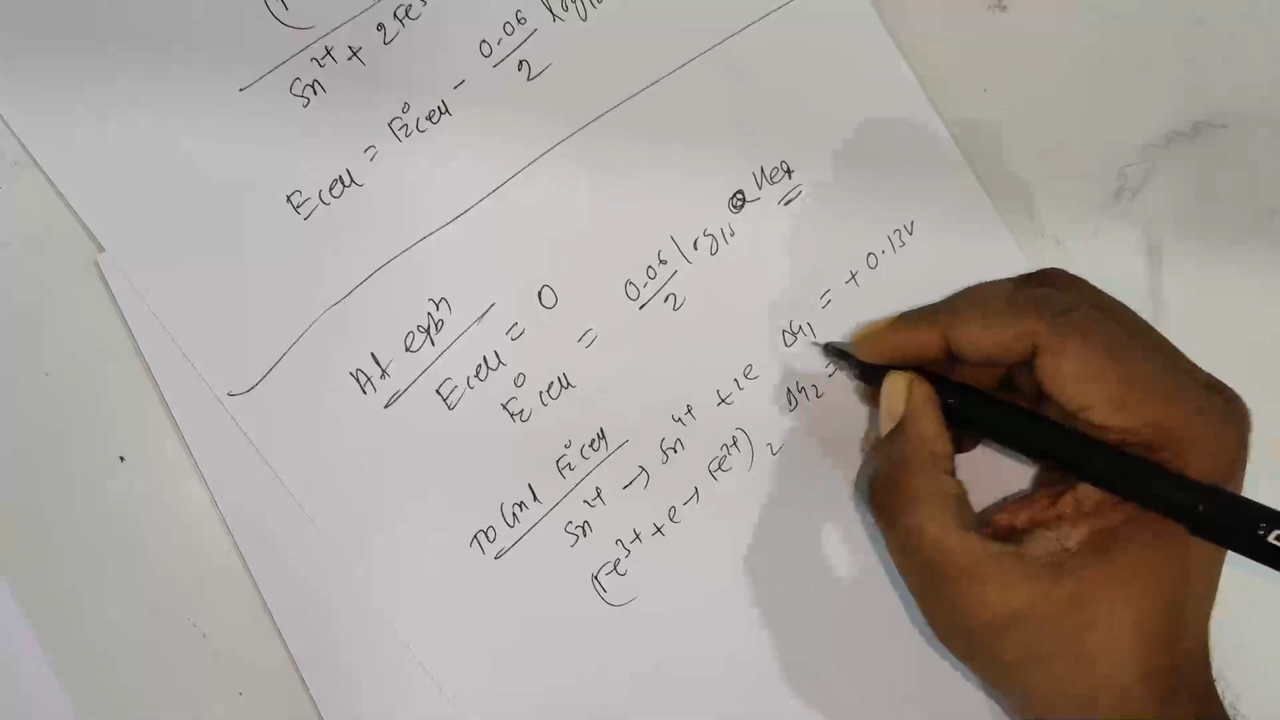 Sn²⁺ + 2Fe³
Ecell = E°cell - 0.06/2 log₁₀
At eqbʸ
Ecell = 0
E°cell = 0.06/2 log₁₀ Keq
To find E°cell
Sn²⁺ → Sn⁴⁺ + 2e ΔG₁ = + 0.13V
(Fe³⁺ + e → Fe²⁺) 2 ΔG₂ =